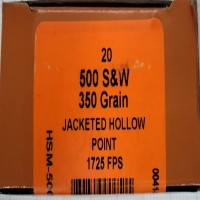 20
500 S&W
350 Grain
JACKETED HOLLOW
POINT
1725 FPS